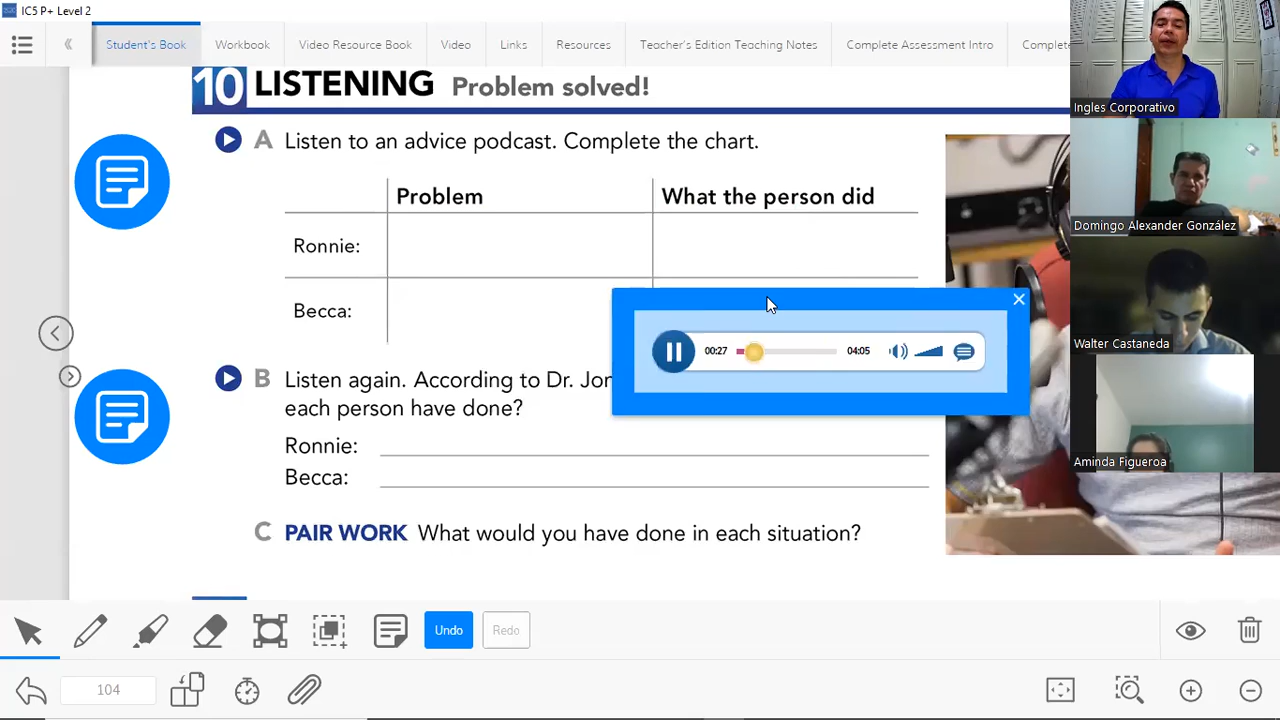 IC5 P+ Level 2
Student's Book
Workbook
Video Resource Book
Video
Links
Resources
Teacher's Edition Teaching Notes
Complete Assessment Intro
Complete
10 LISTENING Problem solved!
A Listen to an advice podcast. Complete the chart.
Problem
What the person did
Ronnie:
Becca:
00:27
04:05
B Listen again. According to Dr. Jon
each person have done?
Ronnie:
Becca:
C PAIR WORK What would you have done in each situation?
Ingles Corporativo
Domingo Alexander González
Walter Castaneda
Aminda Figueroa
Undo
Redo
104